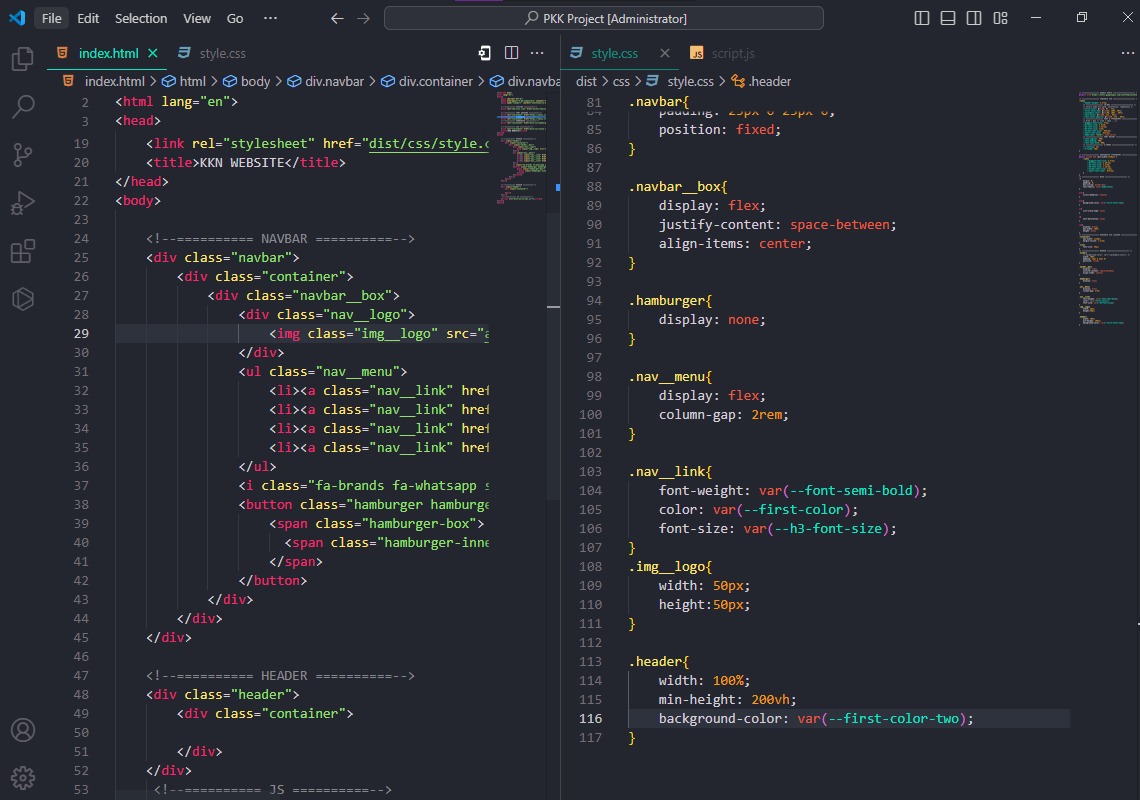 File Edit Selection View Go ··· PKK Project [Administrator]
index.html style.css
index.html > html > body > div.navbar > div.container > div.navba
2 <html lang="en">
3 <head>
19 <link rel="stylesheet" href="dist/css/style.c
20 <title>KKN WEBSITE</title>
21 </head>
22 <body>
23
24 <!--=========== NAVBAR ===========-->
25 <div class="navbar">
26 <div class="container">
27 <div class="navbar__box">
28 <div class="nav__logo">
29 <img class="img__logo" src="a
30 </div>
31 <ul class="nav__menu">
32 <li><a class="nav__link" href
33 <li><a class="nav__link" href
34 <li><a class="nav__link" href
35 <li><a class="nav__link" href
36 </ul>
37 <i class="fa-brands fa-whatsapp s
38 <button class="hamburger hamburge
39 <span class="hamburger-box">
40 <span class="hamburger-inne
41 </span>
42 </button>
43 </div>
44 </div>
45 </div>
46
47 <!--=========== HEADER ===========-->
48 <div class="header">
49 <div class="container">
50
51 </div>
52 </div>
53 <!--=========== JS ===========-->
style.css script.js
dist > css > style.css > .header
81 .navbar{
padding: 25px 0 25px 0;
85 position: fixed;
86 }
87
88 .navbar__box{
89 display: flex;
90 justify-content: space-between;
91 align-items: center;
92 }
93
94 .hamburger{
95 display: none;
96 }
97
98 .nav__menu{
99 display: flex;
100 column-gap: 2rem;
101 }
102
103 .nav__link{
104 font-weight: var(--font-semi-bold);
105 color: var(--first-color);
106 font-size: var(--h3-font-size);
107 }
108 .img__logo{
109 width: 50px;
110 height:50px;
111 }
112
113 .header{
114 width: 100%;
115 min-height: 200vh;
116 background-color: var(--first-color-two);
117 }